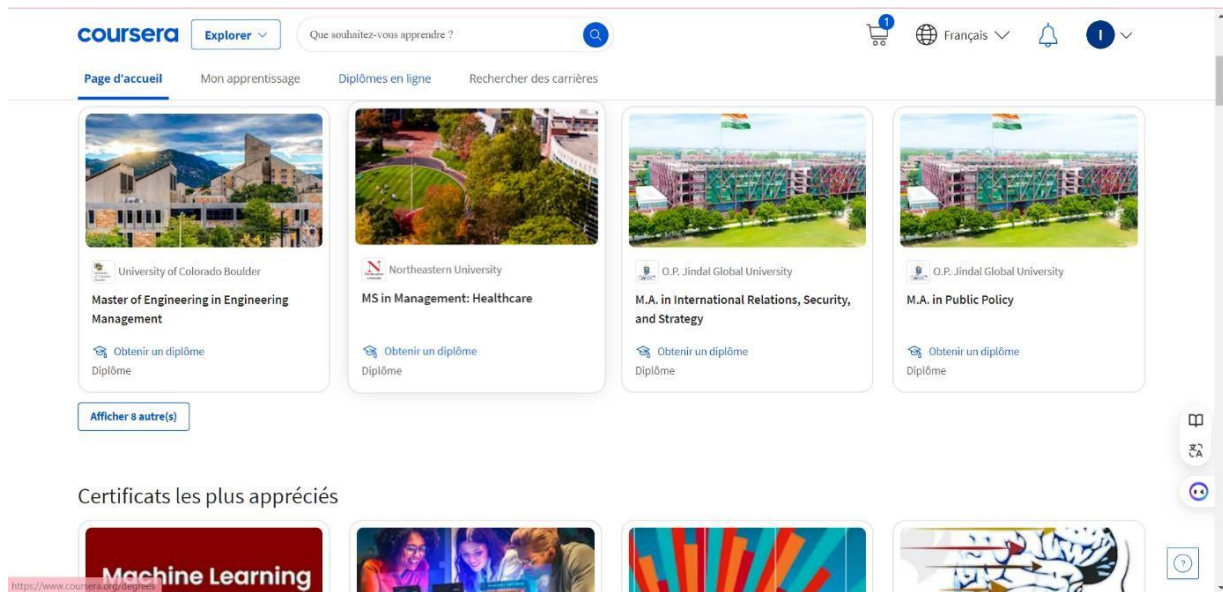 coursera Explorer Que souhaitez-vous apprendre ? 1 Français I
Page d'accueil Mon apprentissage Diplômes en ligne Rechercher des carrières
University of Colorado Boulder
Master of Engineering in Engineering
Management
Obtenir un diplôme
Diplôme
N Northeastern University
MS in Management: Healthcare
Obtenir un diplôme
Diplôme
O.P. Jindal Global University
M.A. in International Relations, Security,
and Strategy
Obtenir un diplôme
Diplôme
O.P. Jindal Global University
M.A. in Public Policy
Obtenir un diplôme
Diplôme
Afficher 8 autre(s)
Certificats les plus appréciés
Machine Learning
https://www.coursera.org/degrees